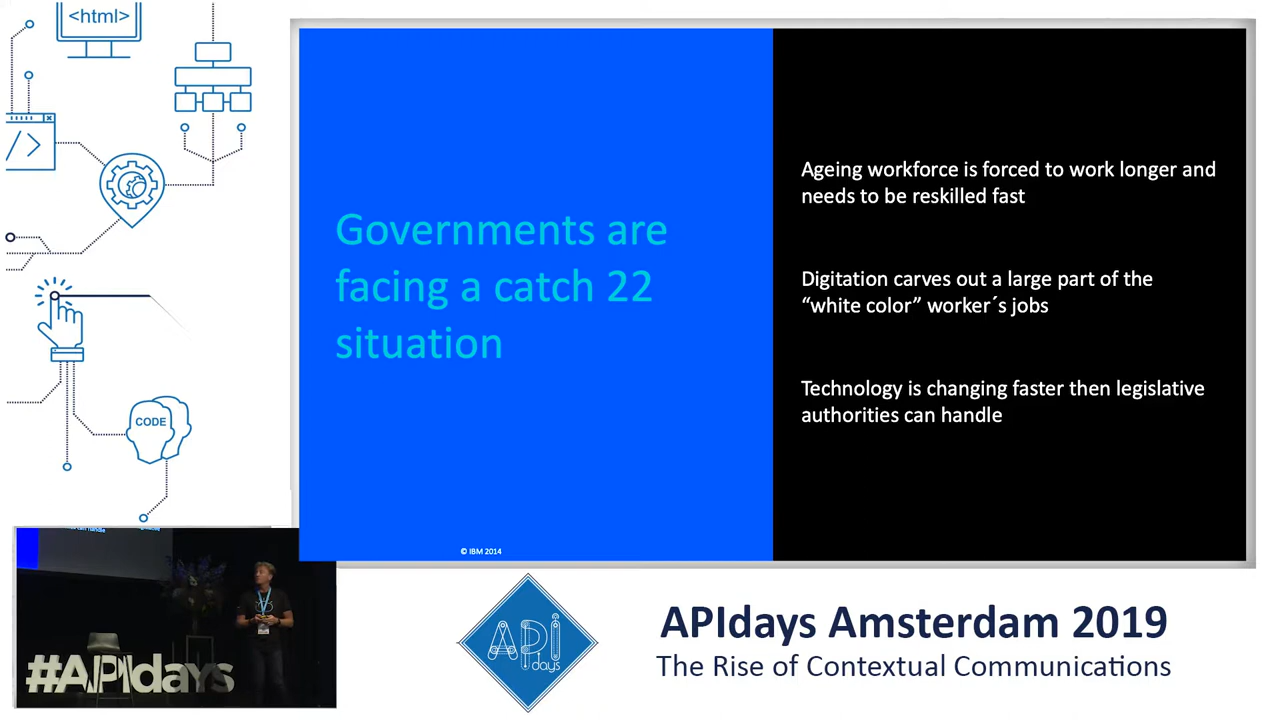 <html>
</>
CODE
Governments are
facing a catch 22
situation
Ageing workforce is forced to work longer and
needs to be reskilled fast
Digitation carves out a large part of the
“white color” worker´s jobs
Technology is changing faster then legislative
authorities can handle
© IBM 2014
#APIdays
API
days
APIdays Amsterdam 2019
The Rise of Contextual Communications